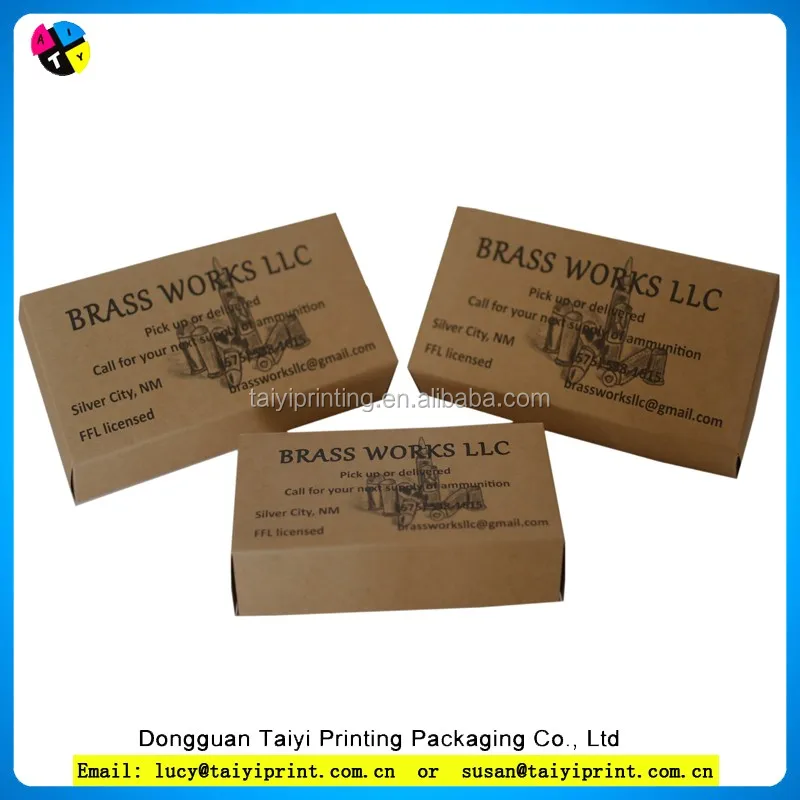 A I
T Y
BRASS WORKS LLC
Pick up or delivered
Call for your next supply of ammunition
Silver City, NM
FFL licensed
brassworksllc@gmail.com
BRASS WORKS LLC
Pick up or delivered
Call for your next supply of ammunition
Silver City, NM
FFL licensed
brassworksllc@gmail.com
taiyiprinting.en.alibaba.com
BRASS WORKS LLC
Pick up or delivered
Call for your next supply of ammunition
Silver City, NM
FFL licensed
brassworksllc@gmail.com
Dongguan Taiyi Printing Packaging Co., Ltd
Email: lucy@taiyiprint.com.cn or susan@taiyiprint.com.cn